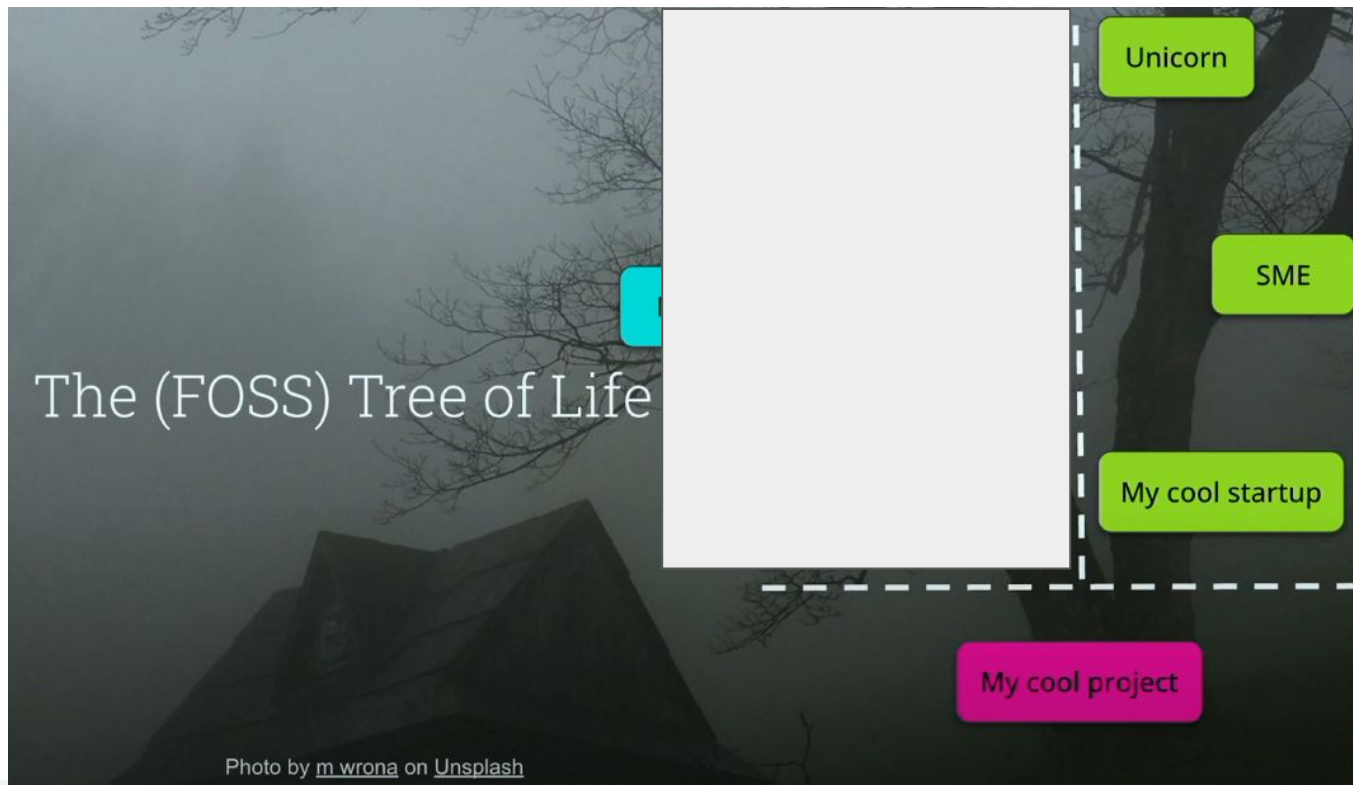 Unicorn
SME
The (FOSS) Tree of Life
My cool startup
My cool project
Photo by m wrona on Unsplash